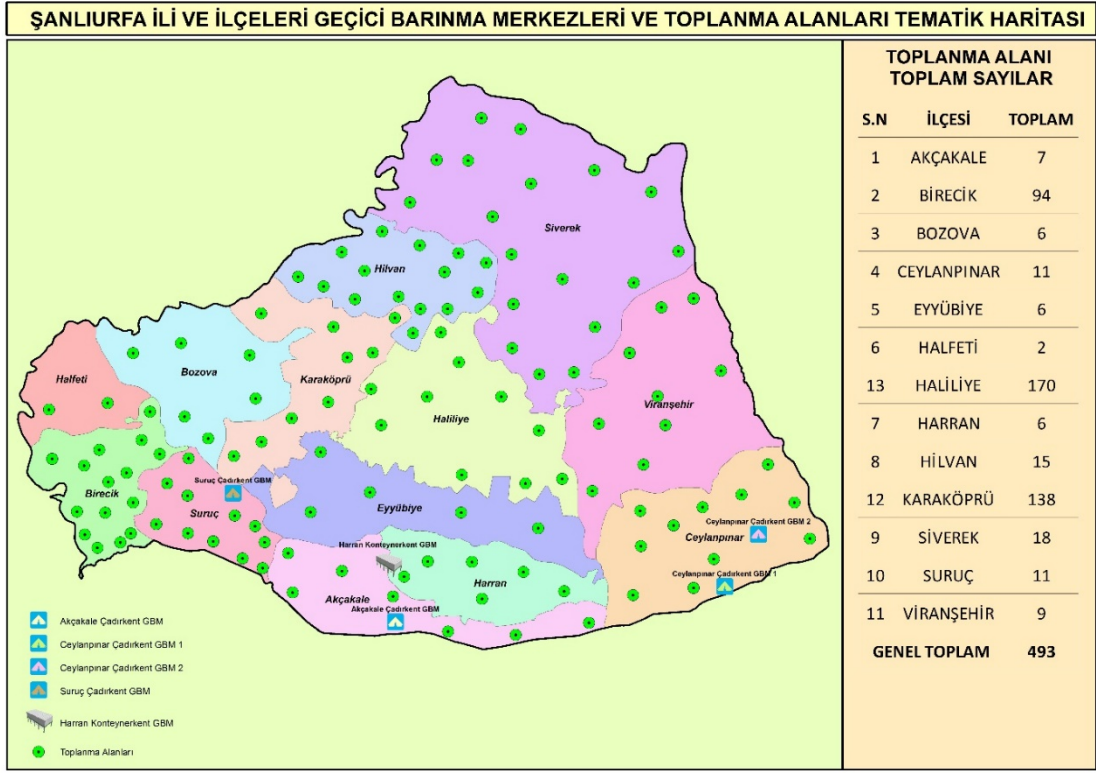 ŞANLIURFA İLİ VE İLÇELERİ GEÇİCİ BARINMA MERKEZLERİ VE TOPLANMA ALANLARI TEMATİK HARİTASI
Siverek
Hilvan
Bozova
Karaköprü
Halfeti
Haliliye
Viranşehir
Birecik
Suruç Çadırkent GBM
Suruç
Eyyübiye
Ceylanpınar Çadırkent GBM 2
Ceylanpınar
Harran Konteynerkent GBM
Harran
Ceylanpınar Çadırkent GBM 1
Akçakale
Akçakale Çadırkent GBM
Akçakale Çadırkent GBM
Ceylanpınar Çadırkent GBM 1
Ceylanpınar Çadırkent GBM 2
Suruç Çadırkent GBM
Harran Konteynerkent GBM
Toplanma Alanları
TOPLANMA ALANI
TOPLAM SAYILAR
S.N İLÇESİ TOPLAM
1 AKÇAKALE 7
2 BİRECİK 94
3 BOZOVA 6
4 CEYLANPINAR 11
5 EYYÜBİYE 6
6 HALFETİ 2
13 HALİLİYE 170
7 HARRAN 6
8 HİLVAN 15
12 KARAKÖPRÜ 138
9 SİVEREK 18
10 SURUÇ 11
11 VİRANŞEHİR 9
GENEL TOPLAM 493